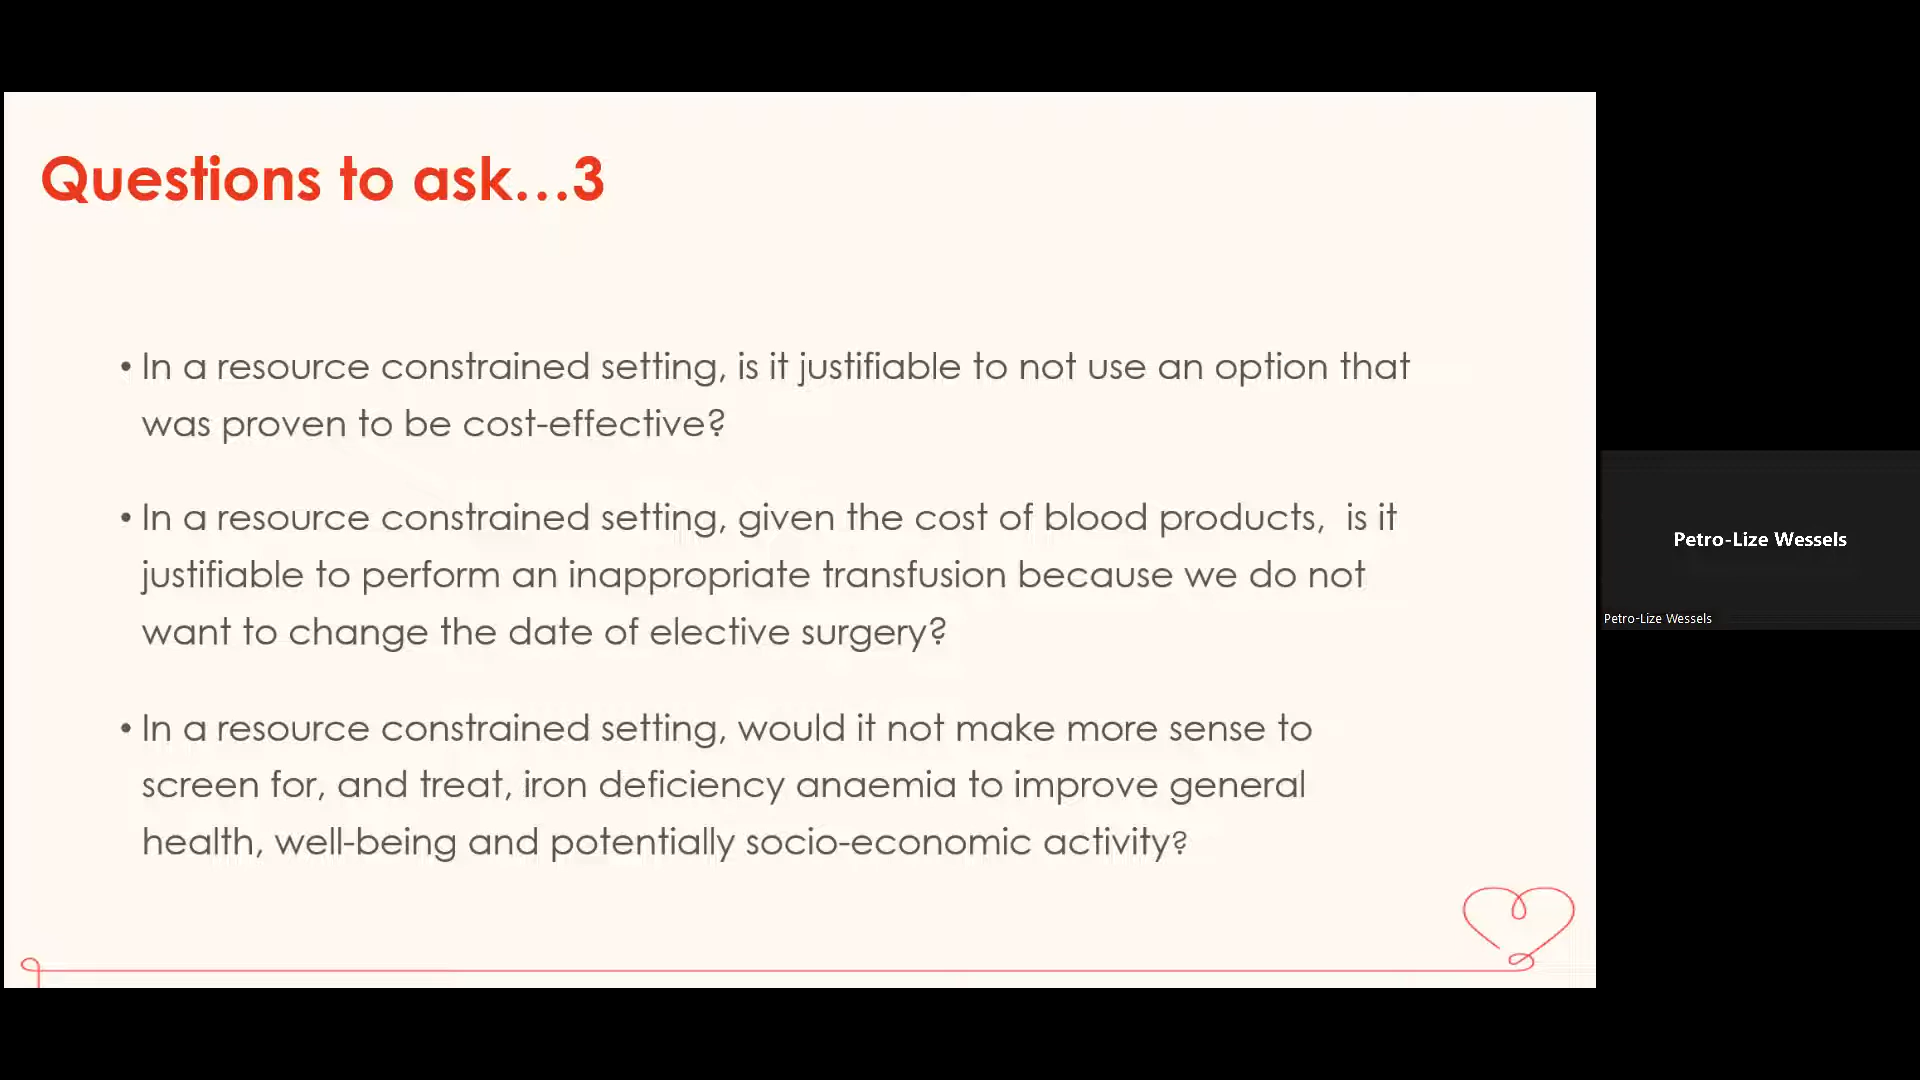 Questions to ask...3
• In a resource constrained setting, is it justifiable to not use an option that
was proven to be cost-effective?
• In a resource constrained setting, given the cost of blood products,  is it
justifiable to perform an inappropriate transfusion because we do not
want to change the date of elective surgery?
• In a resource constrained setting, would it not make more sense to
screen for, and treat, iron deficiency anaemia to improve general
health, well-being and potentially socio-economic activity?
Petro-Lize Wessels
Petro-Lize Wessels